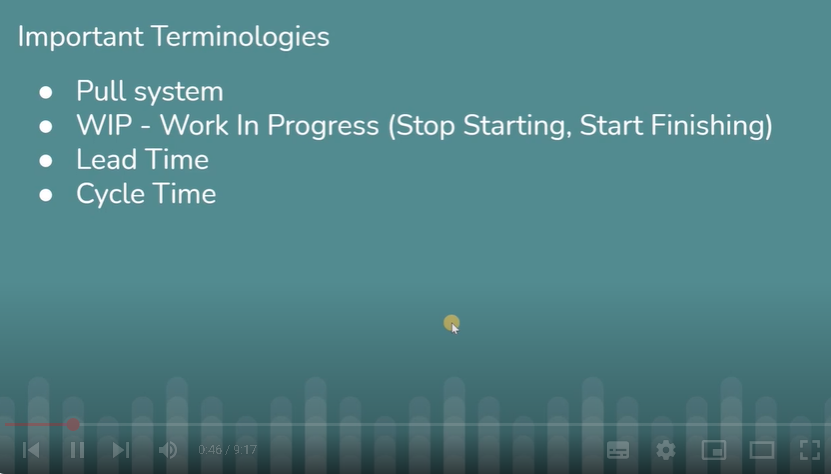 Important Terminologies
● Pull system
● WIP - Work In Progress (Stop Starting, Start Finishing)
● Lead Time
● Cycle Time
0:46 / 9:17